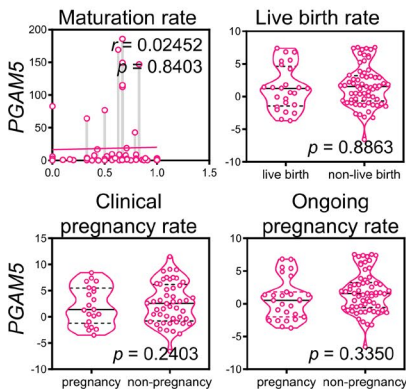 Maturation rate
PGAM5
200
150
100
50
0
0.0
0.5
1.0
1.5
r = 0.02452
p = 0.8403
Live birth rate
10
5
0
-5
-10
p = 0.8863
live birth
non-live birth
Clinical
pregnancy rate
PGAM5
15
10
5
0
-5
-10
p = 0.2403
pregnancy
non-pregnancy
Ongoing
pregnancy rate
10
5
0
-5
-10
p = 0.3350
pregnancy
non-pregnancy